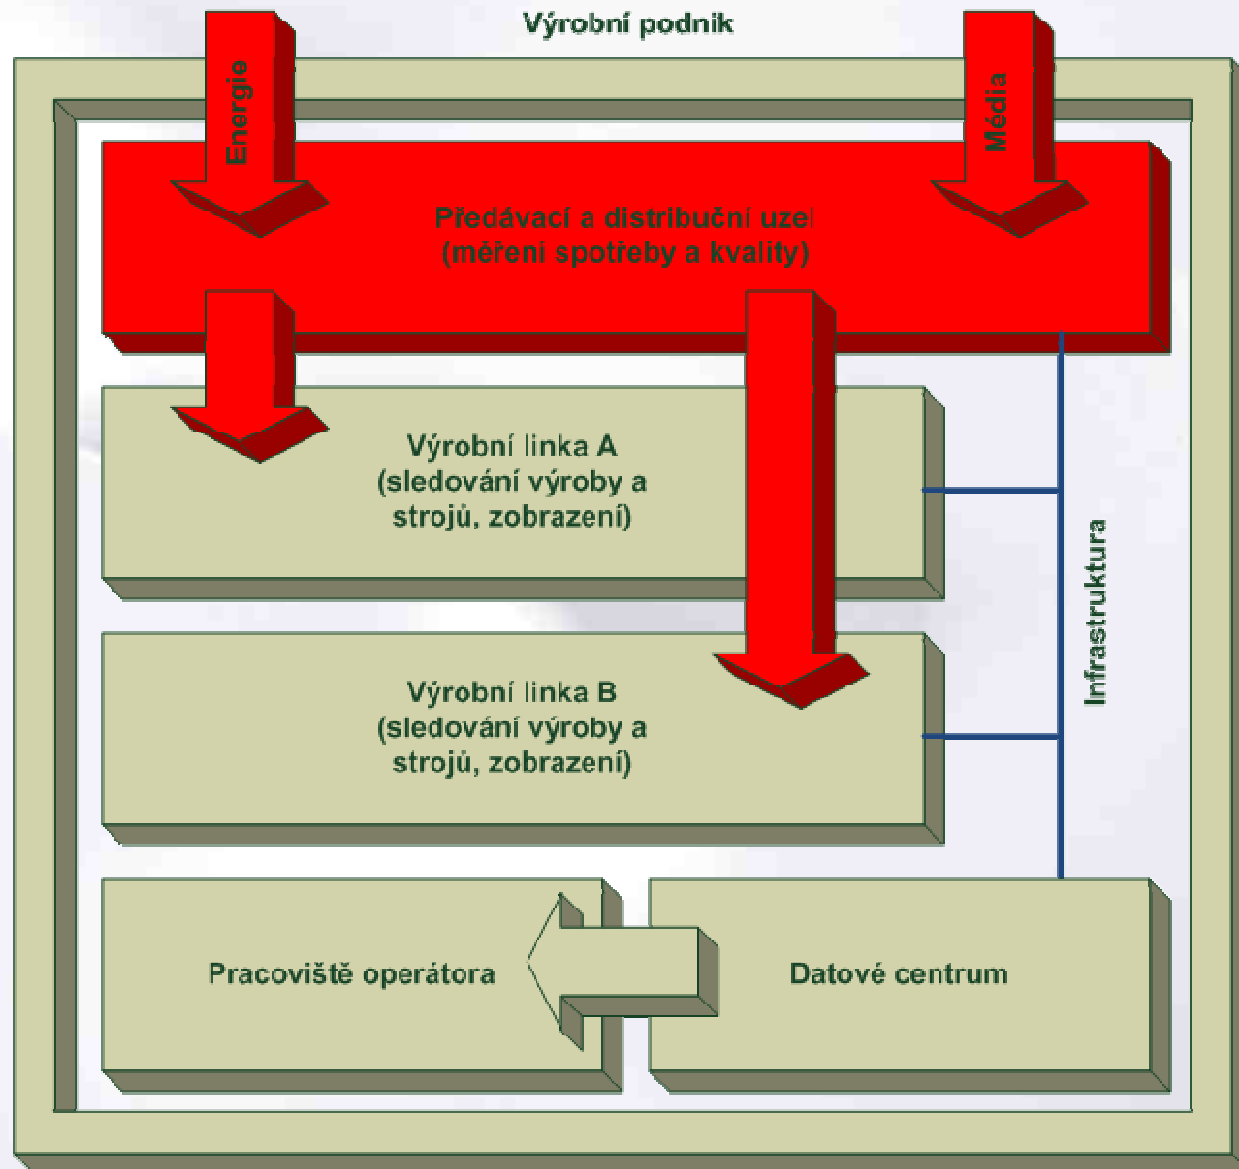 Výrobní podnik
Energie
Média
Předávací a distribuční uzel
(měření spotřeby a kvality)
Výrobní linka A
(sledování výroby a
strojů, zobrazení)
Výrobní linka B
(sledování výroby a
strojů, zobrazení)
Infrastruktura
Pracoviště operátora
Datové centrum